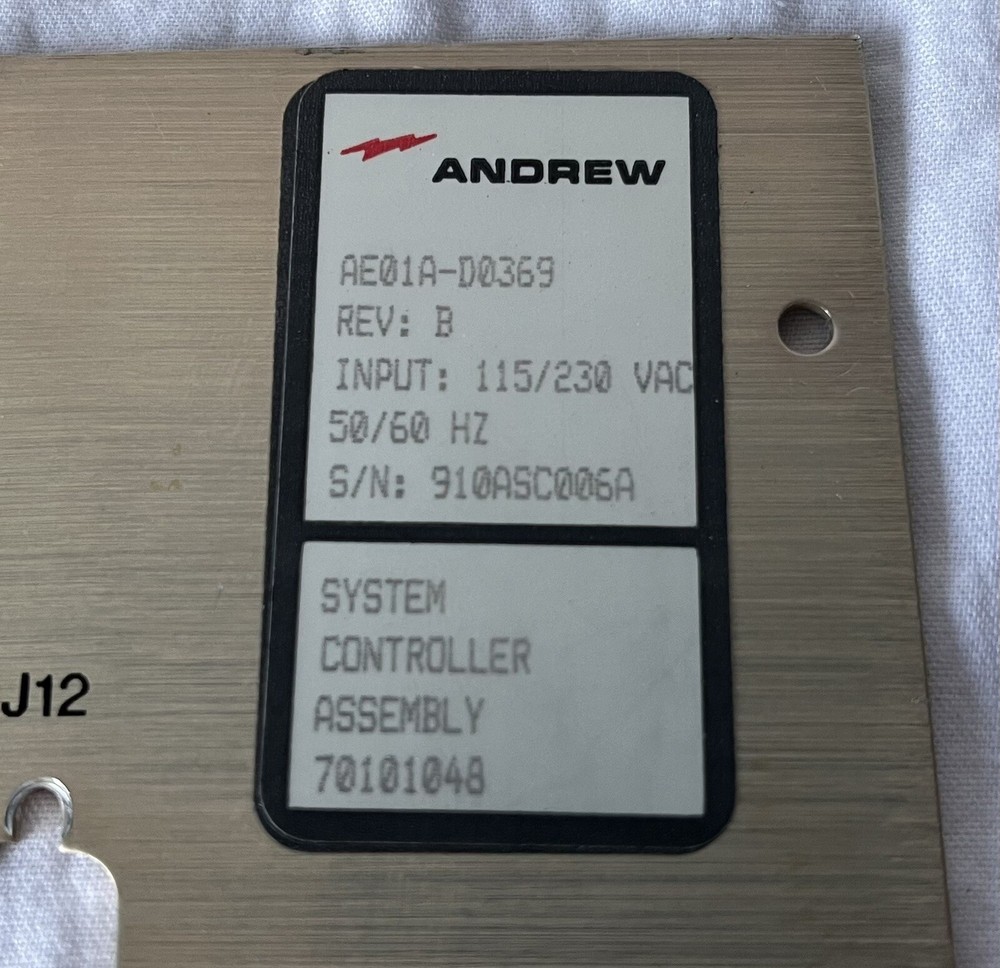 ANDREW
AE01A-D0369
REV: B
INPUT: 115/230 VAC
50/60 HZ
S/N: 910ASC006A
SYSTEM
CONTROLLER
ASSEMBLY
70101048
J12